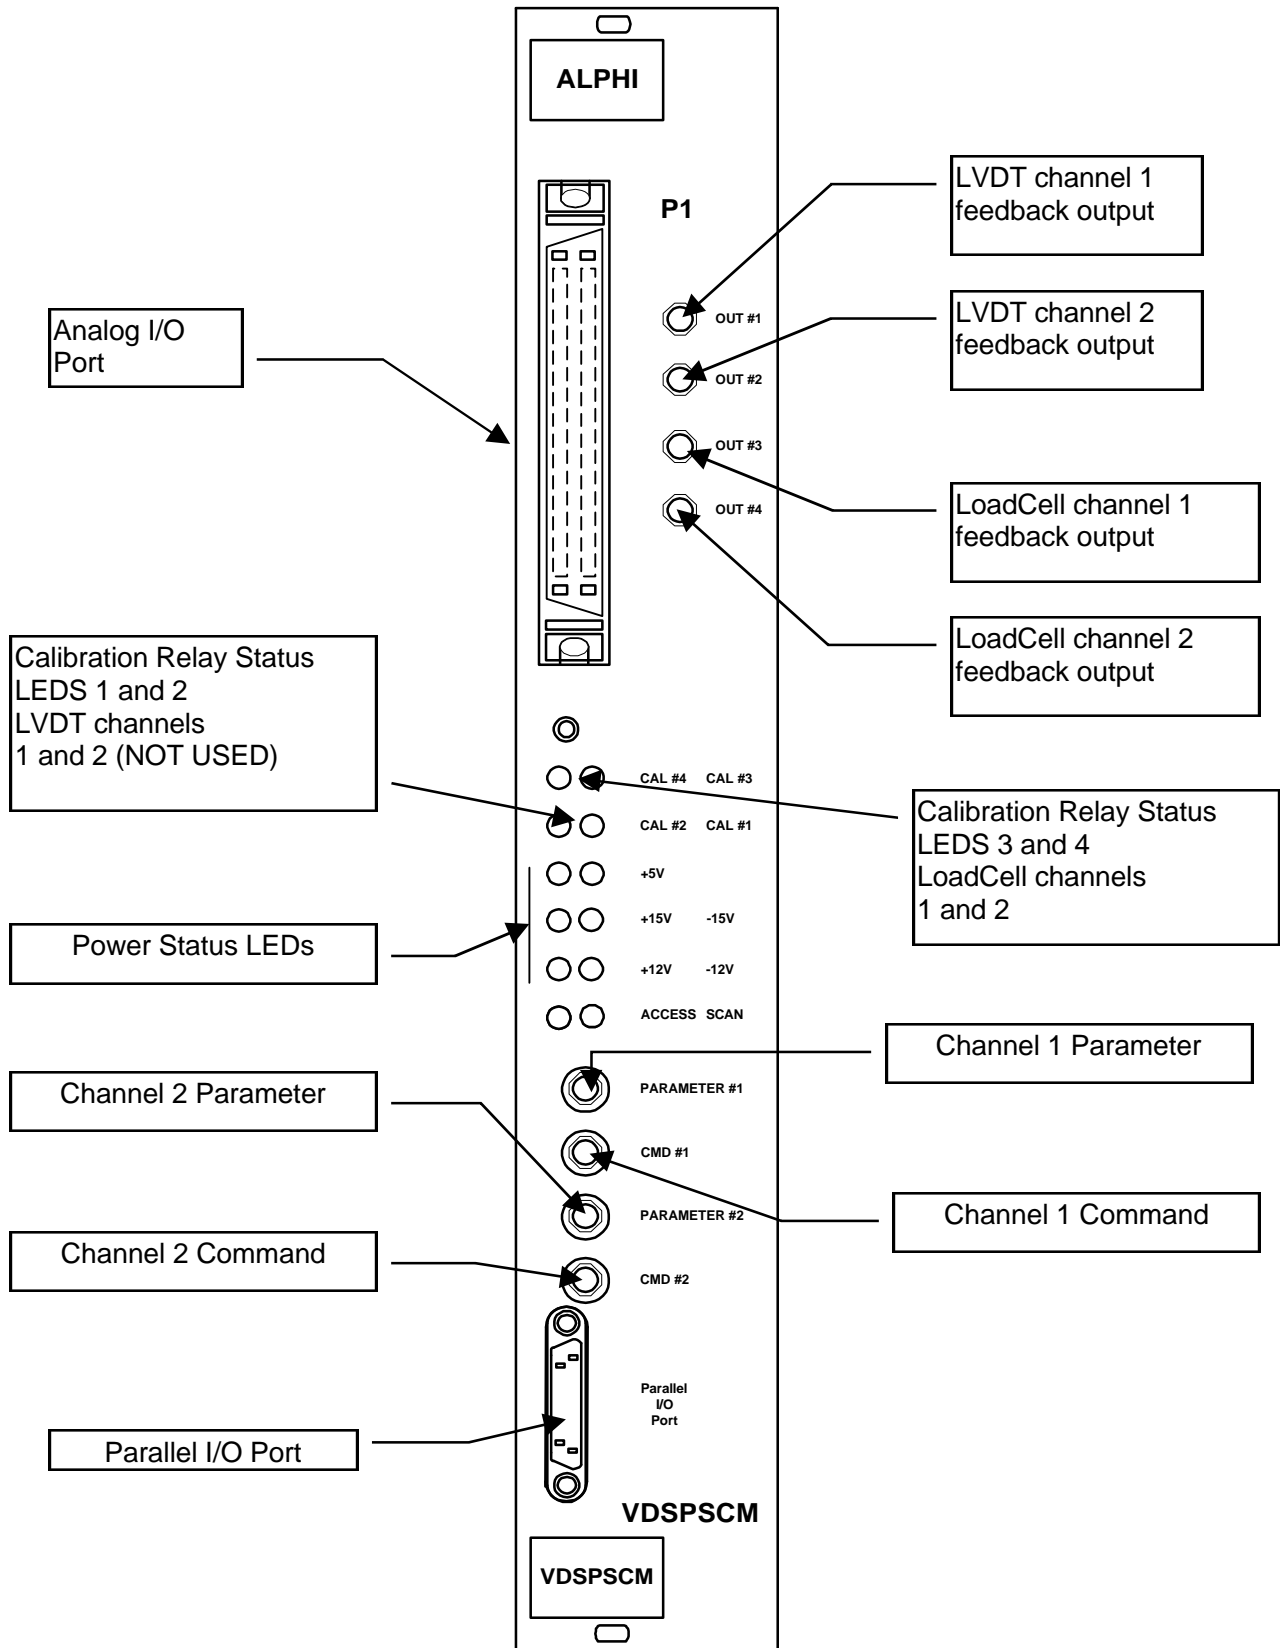 ALPHI
P1
LVDT channel 1
feedback output
LVDT channel 2
feedback output
Analog I/O
Port
OUT #1
OUT #2
OUT #3
OUT #4
LoadCell channel 1
feedback output
LoadCell channel 2
feedback output
Calibration Relay Status
LEDS 1 and 2
LVDT channels
1 and 2 (NOT USED)
CAL #4 CAL #3
CAL #2 CAL #1
Calibration Relay Status
LEDS 3 and 4
LoadCell channels
1 and 2
+5V
+15V -15V
+12V -12V
Power Status LEDs
ACCESS SCAN
Channel 1 Parameter
PARAMETER #1
Channel 2 Parameter
CMD #1
PARAMETER #2
Channel 1 Command
Channel 2 Command
CMD #2
Parallel
I/O
Port
Parallel I/O Port
VDSPSCM
VDSPSCM